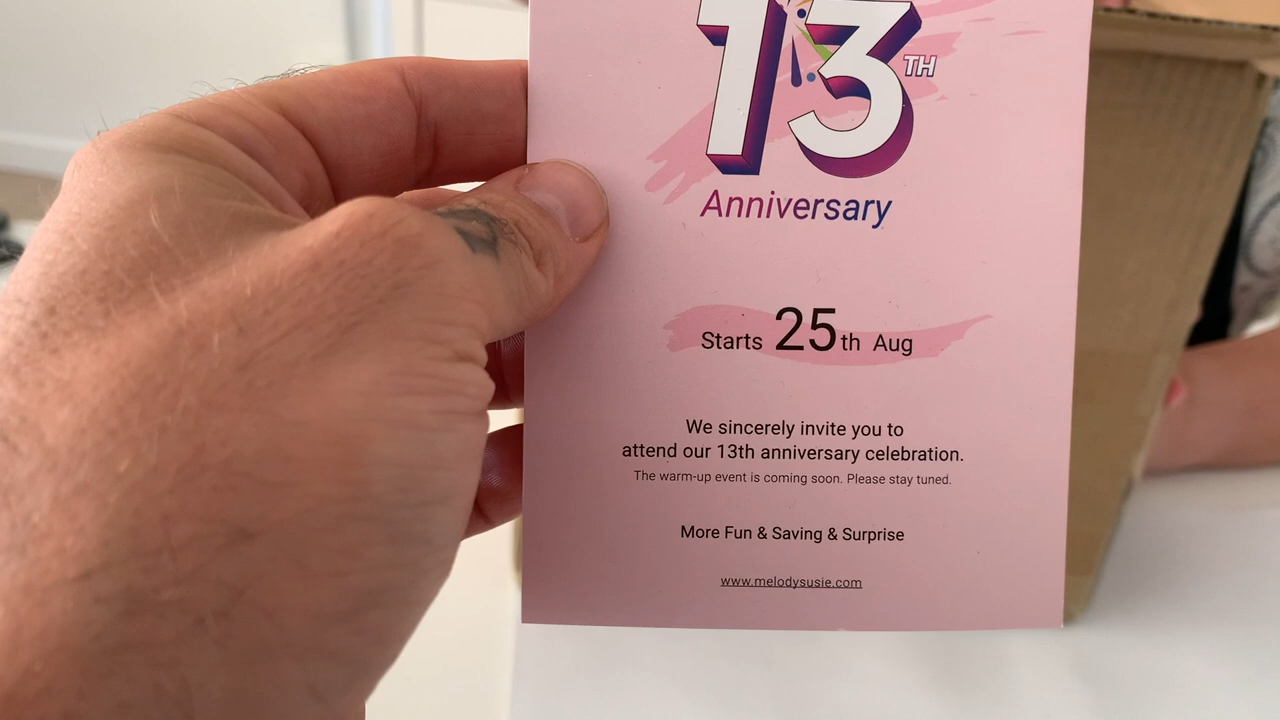 13TH
Anniversary
Starts 25th Aug
We sincerely invite you to
attend our 13th anniversary celebration.
The warm-up event is coming soon. Please stay tuned.
More Fun & Saving & Surprise
www.melodysusie.com